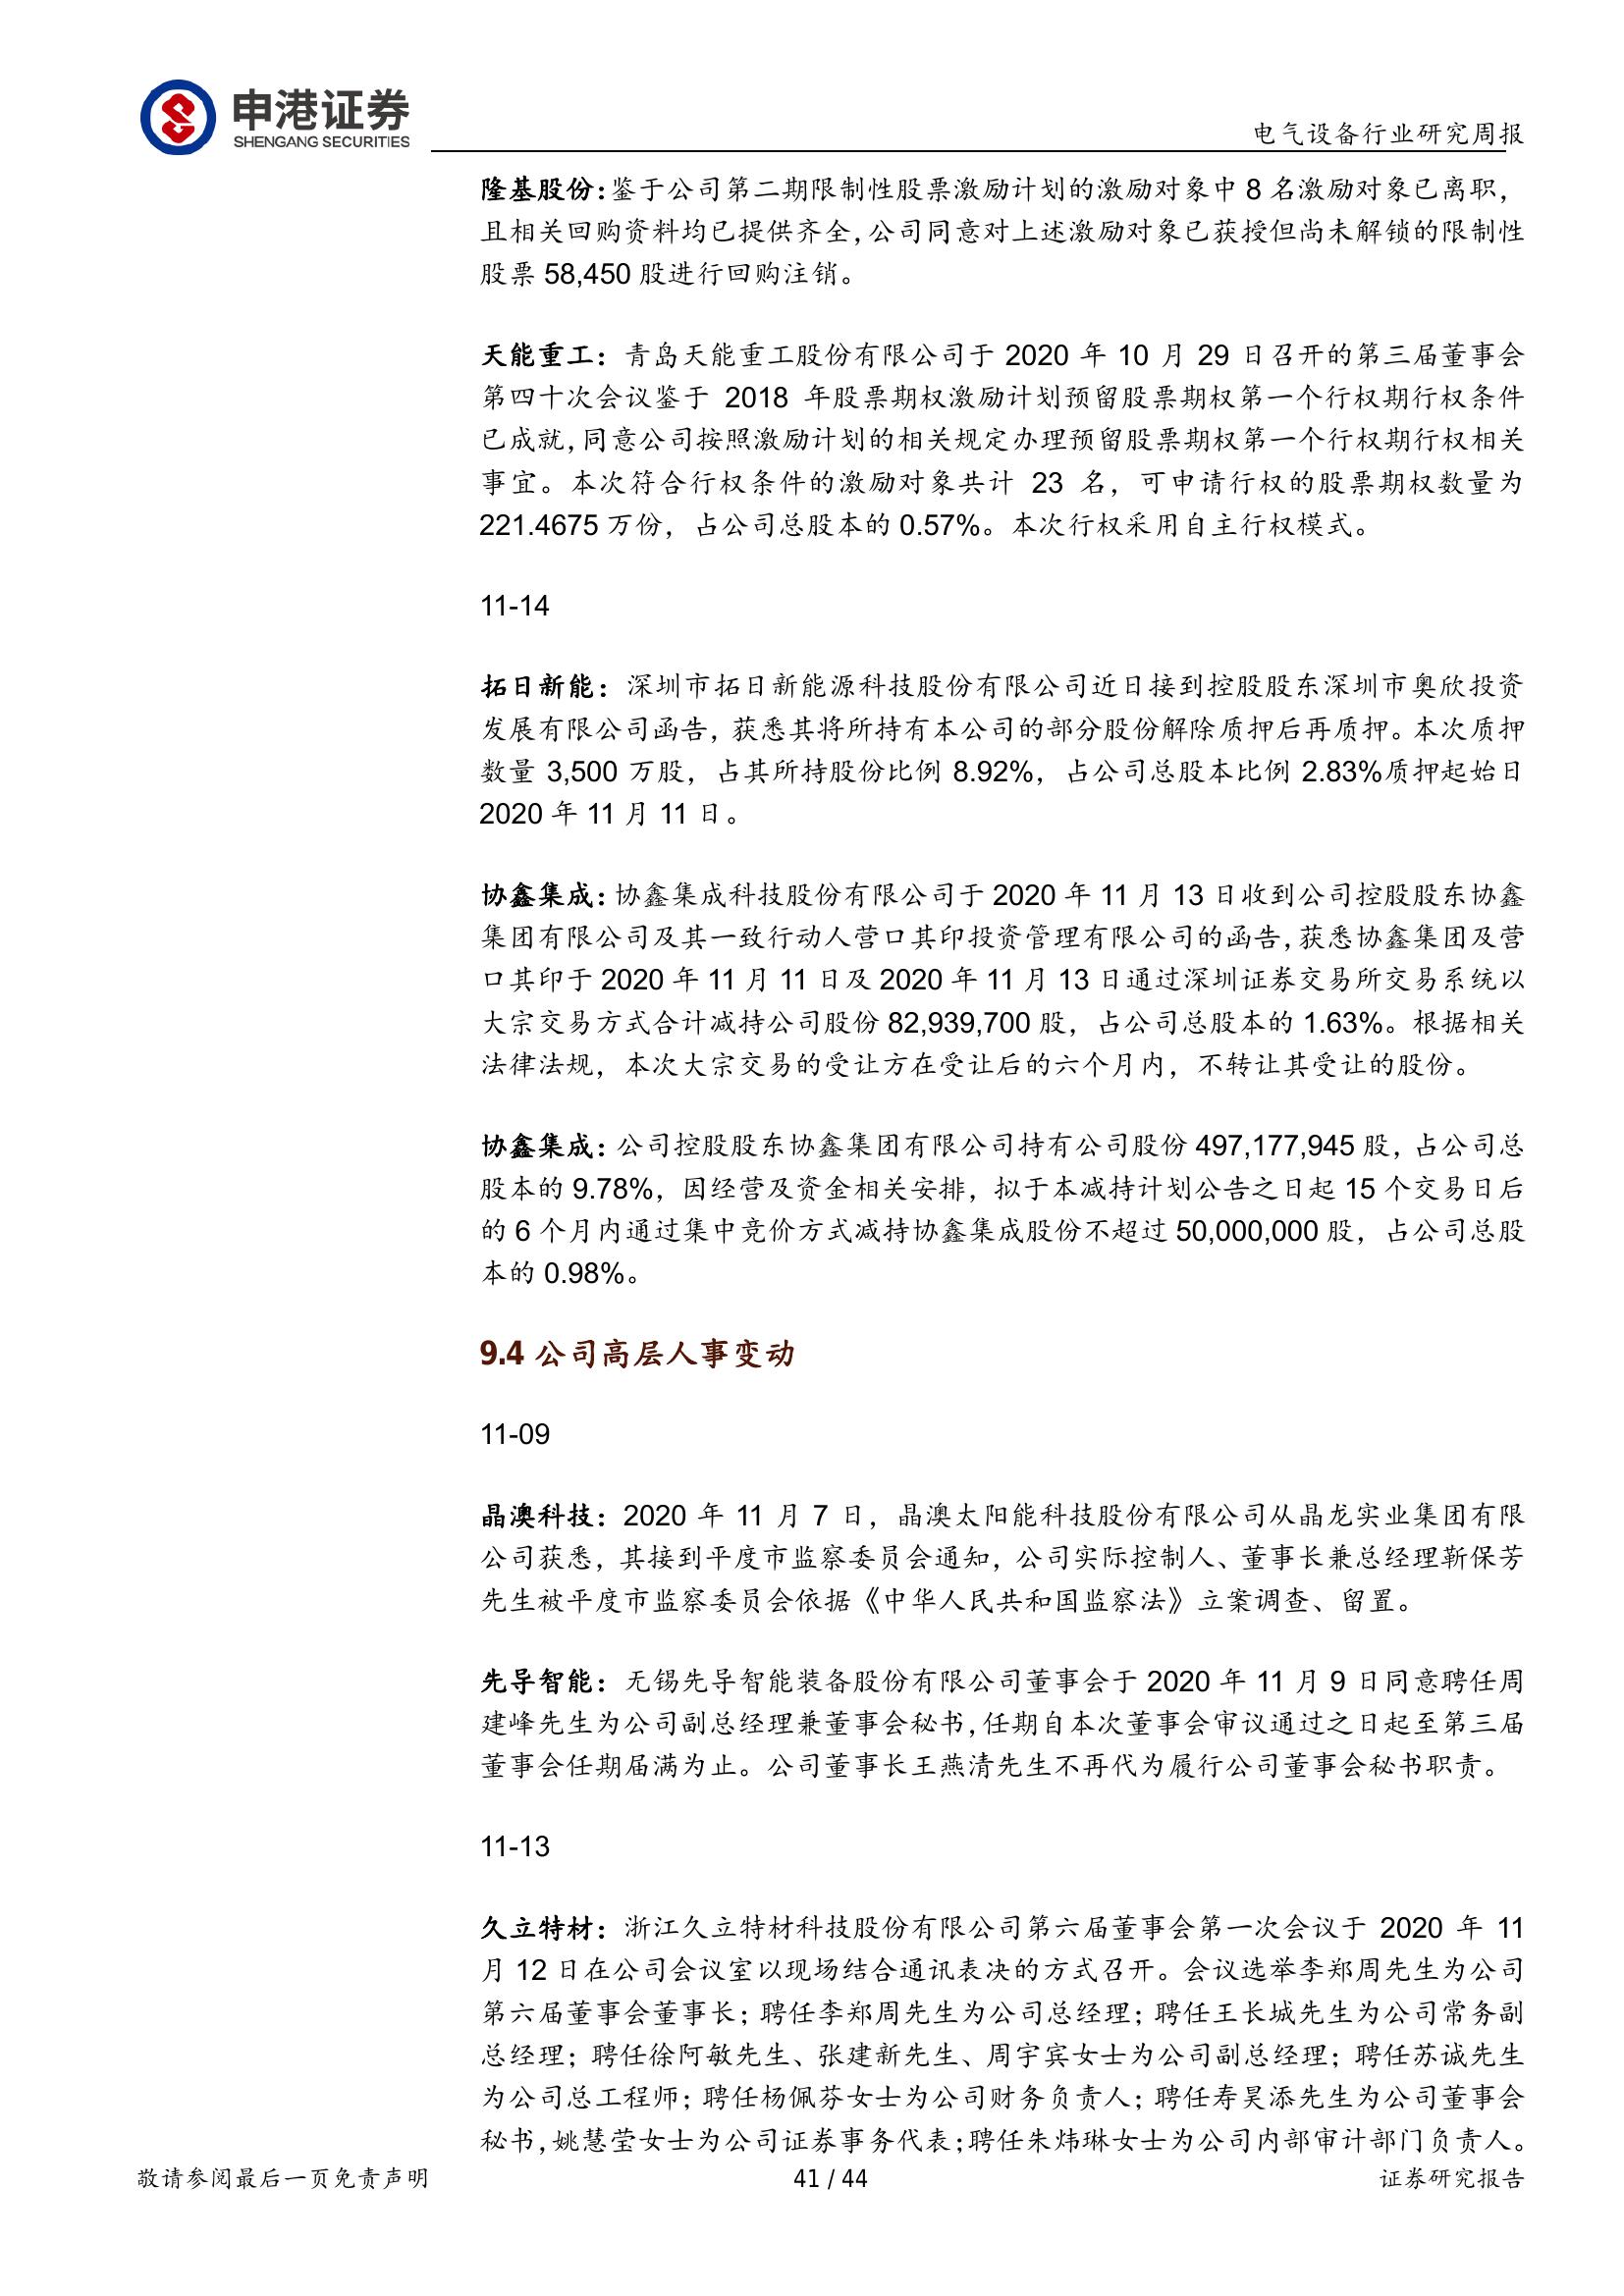 申港证券
SHENGANG SECURITIES
电气设备行业研究周报
隆基股份：鉴于公司第二期限制性股票激励计划的激励对象中 8 名激励对象已离职，
且相关回购资料均已提供齐全，公司同意对上述激励对象已获授但尚未解锁的限制性
股票 58,450 股进行回购注销。
天能重工：青岛天能重工股份有限公司于 2020 年 10 月 29 日召开的第三届董事会
第四十次会议鉴于 2018 年股票期权激励计划预留股票期权第一个行权期行权条件
已成就，同意公司按照激励计划的相关规定办理预留股票期权第一个行权期行权相关
事宜。本次符合行权条件的激励对象共计 23 名，可申请行权的股票期权数量为
221.4675 万份，占公司总股本的 0.57%。本次行权采用自主行权模式。
11-14
拓日新能：深圳市拓日新能源科技股份有限公司近日接到控股股东深圳市奥欣投资
发展有限公司函告，获悉其将所持有本公司的部分股份解除质押后再质押。本次质押
数量 3,500 万股，占其所持股份比例 8.92%，占公司总股本比例 2.83%质押起始日
2020 年 11 月 11 日。
协鑫集成：协鑫集成科技股份有限公司于 2020 年 11 月 13 日收到公司控股股东协鑫
集团有限公司及其一致行动人营口其印投资管理有限公司的函告，获悉协鑫集团及营
口其印于 2020 年 11 月 11 日及 2020 年 11 月 13 日通过深圳证券交易所交易系统以
大宗交易方式合计减持公司股份 82,939,700 股，占公司总股本的 1.63%。根据相关
法律法规，本次大宗交易的受让方在受让后的六个月内，不转让其受让的股份。
协鑫集成：公司控股股东协鑫集团有限公司持有公司股份 497,177,945 股，占公司总
股本的 9.78%，因经营及资金相关安排，拟于本减持计划公告之日起 15 个交易日后
的 6 个月内通过集中竞价方式减持协鑫集成股份不超过 50,000,000 股，占公司总股
本的 0.98%。
9.4 公司高层人事变动
11-09
晶澳科技：2020 年 11 月 7 日，晶澳太阳能科技股份有限公司从晶龙实业集团有限
公司获悉，其接到平度市监察委员会通知，公司实际控制人、董事长兼总经理靳保芳
先生被平度市监察委员会依据《中华人民共和国监察法》立案调查、留置。
先导智能：无锡先导智能装备股份有限公司董事会于 2020 年 11 月 9 日同意聘任周
建峰先生为公司副总经理兼董事会秘书，任期自本次董事会审议通过之日起至第三届
董事会任期届满为止。公司董事长王燕清先生不再代为履行公司董事会秘书职责。
11-13
久立特材：浙江久立特材科技股份有限公司第六届董事会第一次会议于 2020 年 11
月 12 日在公司会议室以现场结合通讯表决的方式召开。会议选举李郑周先生为公司
第六届董事会董事长；聘任李郑周先生为公司总经理；聘任王长城先生为公司常务副
总经理；聘任徐阿敏先生、张建新先生、周宇宾女士为公司副总经理；聘任苏诚先生
为公司总工程师；聘任杨佩芬女士为公司财务负责人；聘任寿昊添先生为公司董事会
秘书，姚慧莹女士为公司证券事务代表；聘任朱炜琳女士为公司内部审计部门负责人。
敬请参阅最后一页免责声明
41 / 44
证券研究报告